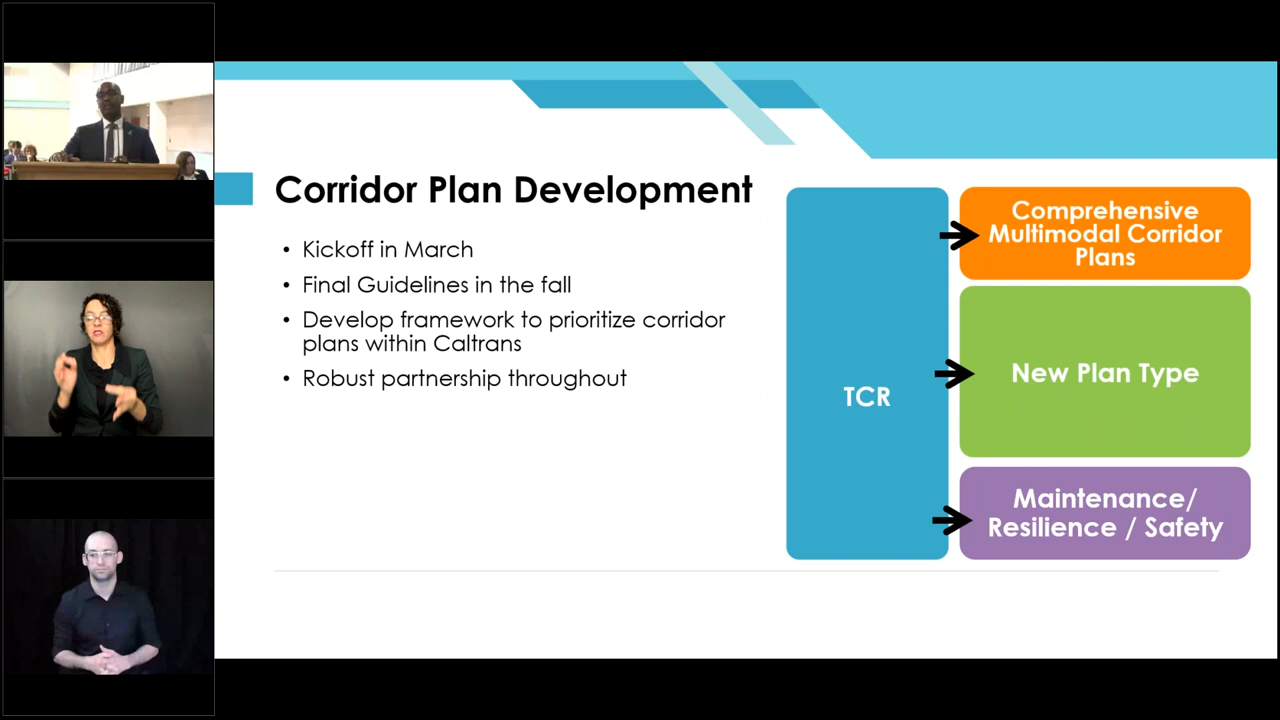 Corridor Plan Development
• Kickoff in March
• Final Guidelines in the fall
• Develop framework to prioritize corridor
plans within Caltrans
• Robust partnership throughout
TCR
Comprehensive
Multimodal Corridor
Plans
New Plan Type
Maintenance/
Resilience / Safety